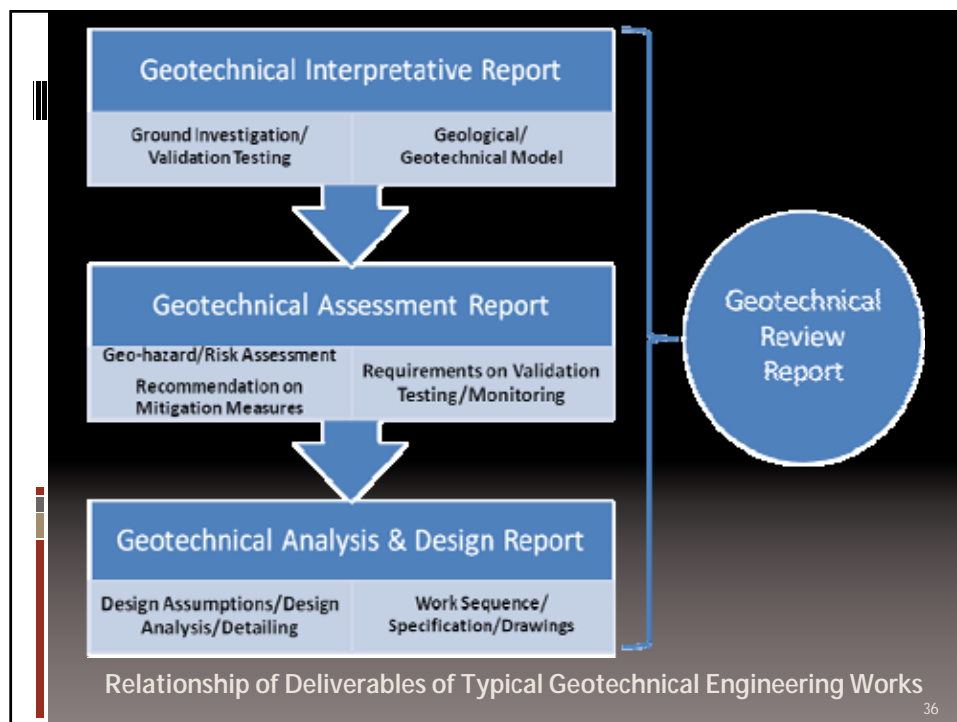 Geotechnical Interpretative Report
Ground Investigation/
Validation Testing
Geological/
Geotechnical Model
Geotechnical Assessment Report
Geo-hazard/Risk Assessment
Recommendation on
Mitigation Measures
Requirements on Validation
Testing/Monitoring
Geotechnical Analysis & Design Report
Design Assumptions/Design
Analysis/Detailing
Work Sequence/
Specification/Drawings
Geotechnical
Review
Report
Relationship of Deliverables of Typical Geotechnical Engineering Works
36